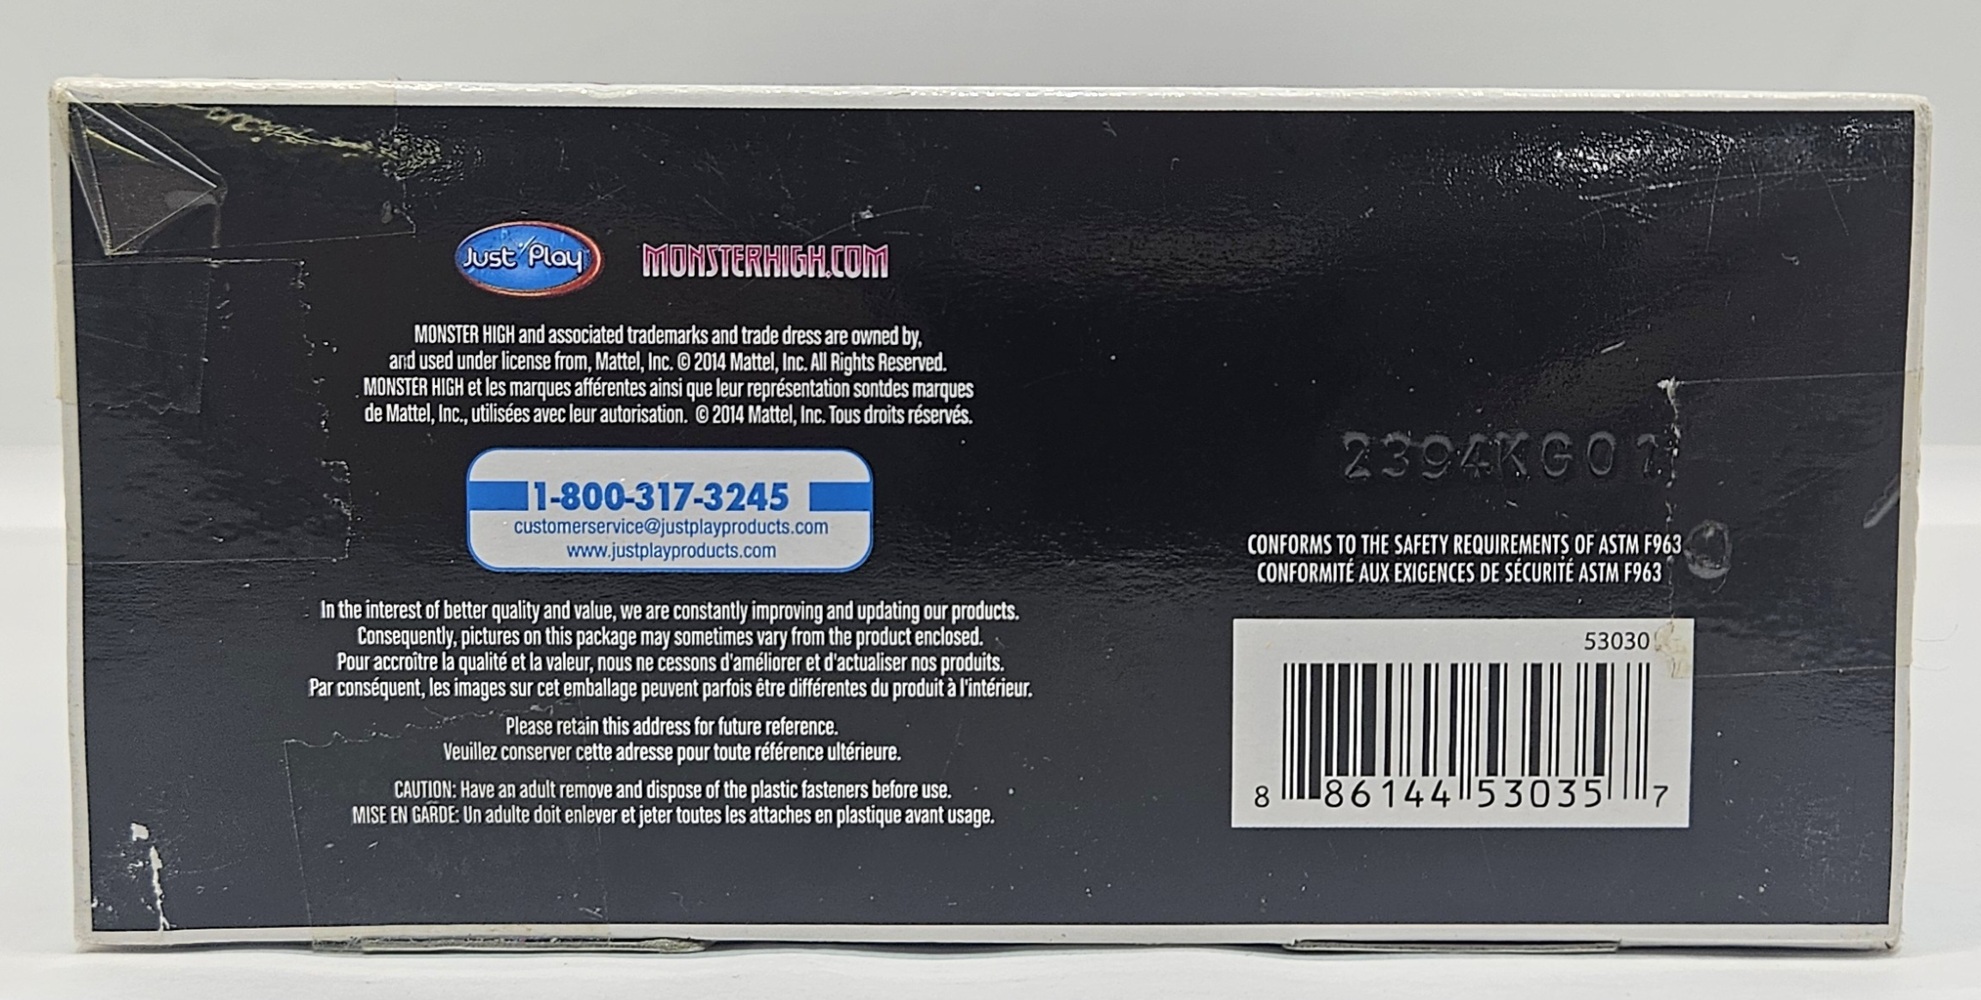 Just Play
MONSTERHIGH.COM
MONSTER HIGH and associated trademarks and trade dress are owned by,
and used under license from, Mattel, Inc. © 2014 Mattel, Inc. All Rights Reserved.
MONSTER HIGH et les marques afférentes ainsi que leur représentation sontdes marques
de Mattel, Inc., utilisées avec leur autorisation. © 2014 Mattel, Inc. Tous droits réservés.
1-800-317-3245
customerservice@justplayproducts.com
www.justplayproducts.com
In the interest of better quality and value, we are constantly improving and updating our products.
Consequently, pictures on this package may sometimes vary from the product enclosed.
Pour accroître la qualité et la valeur, nous ne cessons d'améliorer et d'actualiser nos produits.
Par conséquent, les images sur cet emballage peuvent parfois être différentes du produit à l'intérieur.
Please retain this address for future reference.
Veuillez conserver cette adresse pour toute référence ultérieure.
CAUTION: Have an adult remove and dispose of the plastic fasteners before use.
MISE EN GARDE: Un adulte doit enlever et jeter toutes les attaches en plastique avant usage.
2394KG01
CONFORMS TO THE SAFETY REQUIREMENTS OF ASTM F963
CONFORMITÉ AUX EXIGENCES DE SÉCURITÉ ASTM F963
53030
8 86144 53035 7